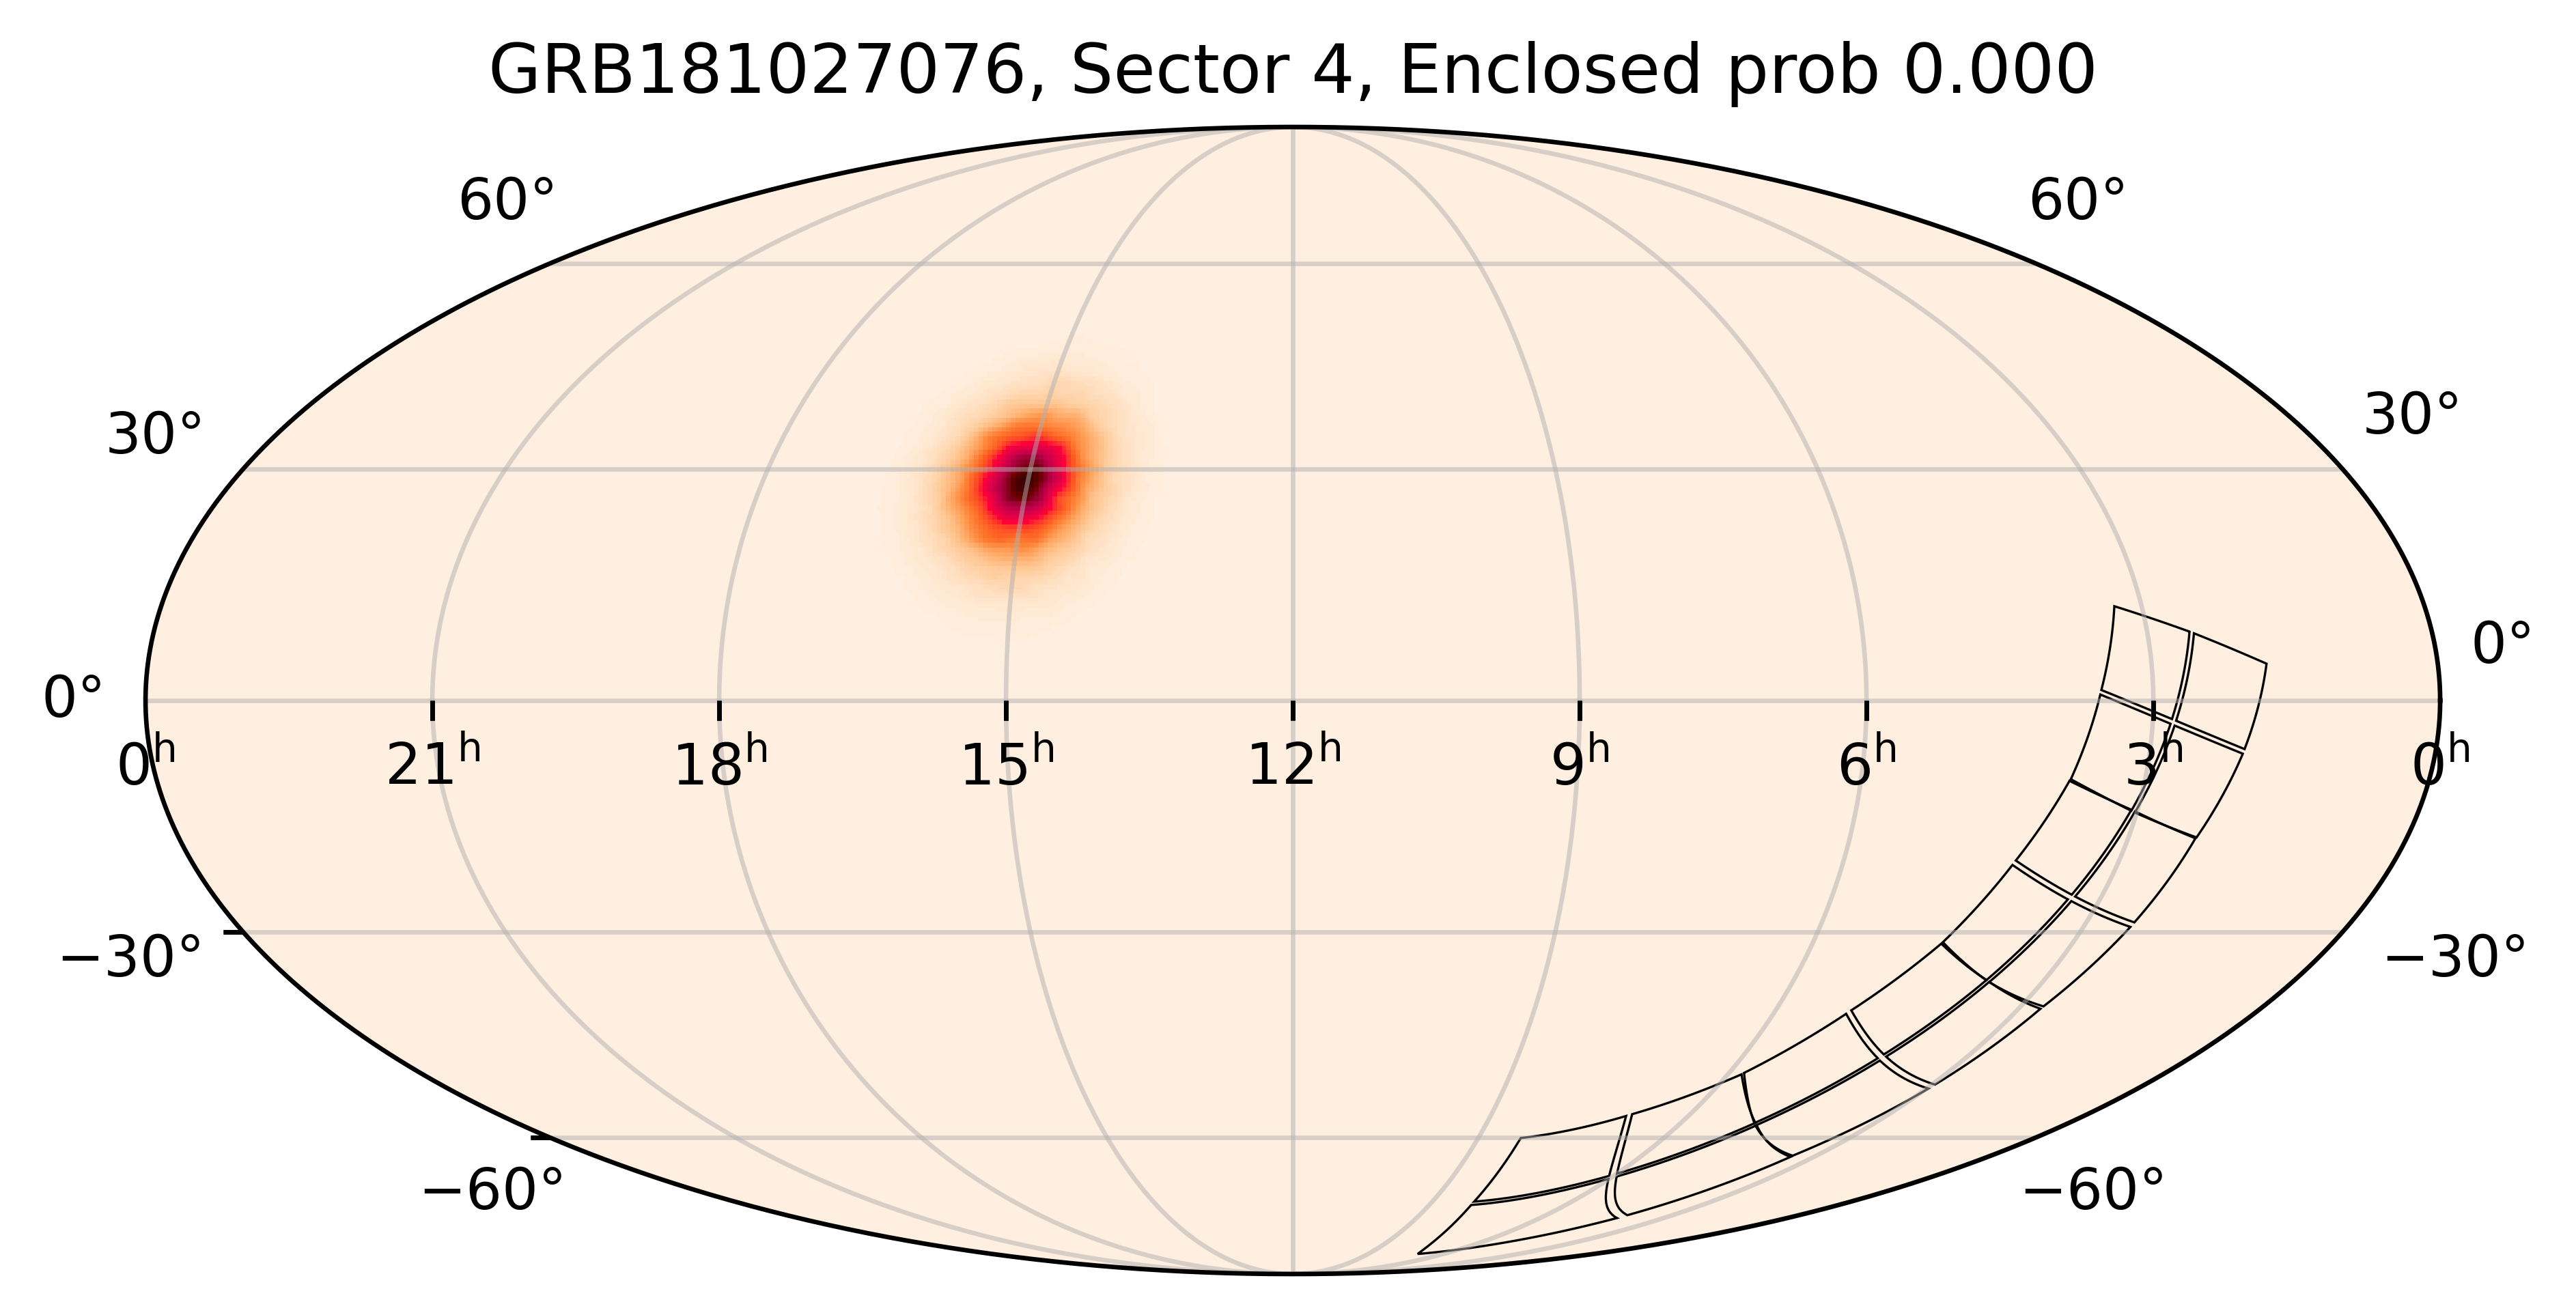 GRB181027076, Sector 4, Enclosed prob 0.000
60° 60°
30° 30°
0° 0°
0ʰ 21ʰ 18ʰ 15ʰ 12ʰ 9ʰ 6ʰ 3ʰ 0ʰ
−30° −30°
−60° −60°